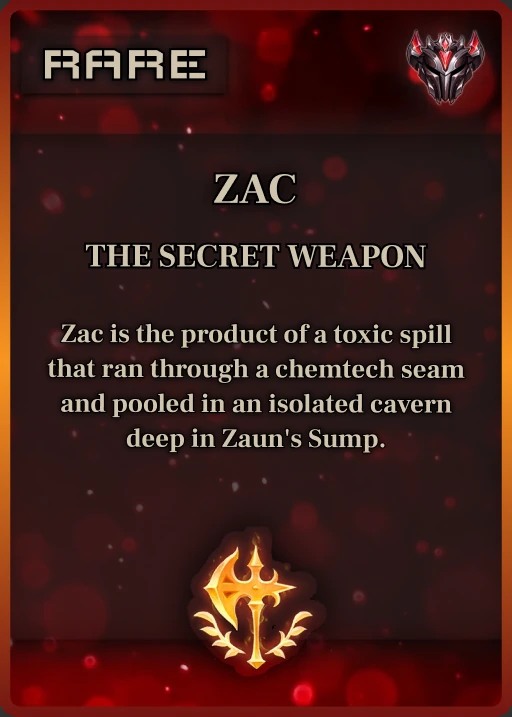 RARE
ZAC
THE SECRET WEAPON
Zac is the product of a toxic spill
that ran through a chemtech seam
and pooled in an isolated cavern
deep in Zaun's Sump.